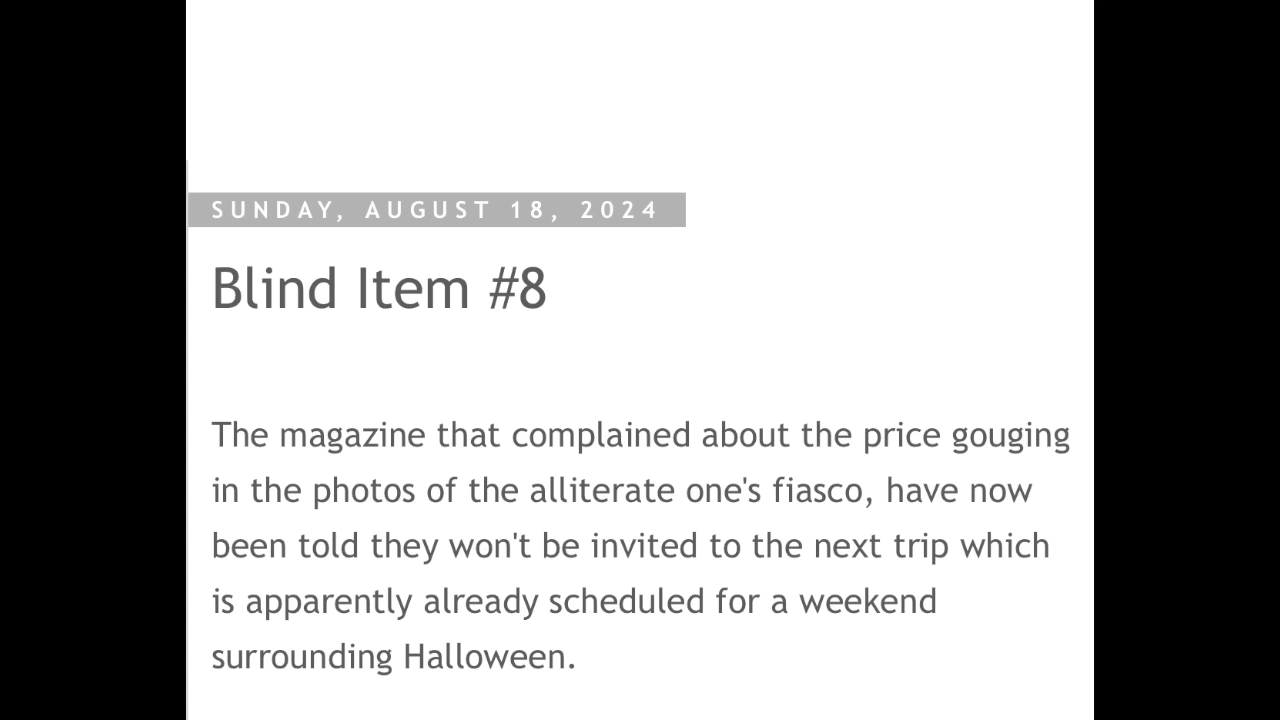 SUNDAY, AUGUST 18, 2024
Blind Item #8
The magazine that complained about the price gouging
in the photos of the alliterate one's fiasco, have now
been told they won't be invited to the next trip which
is apparently already scheduled for a weekend
surrounding Halloween.